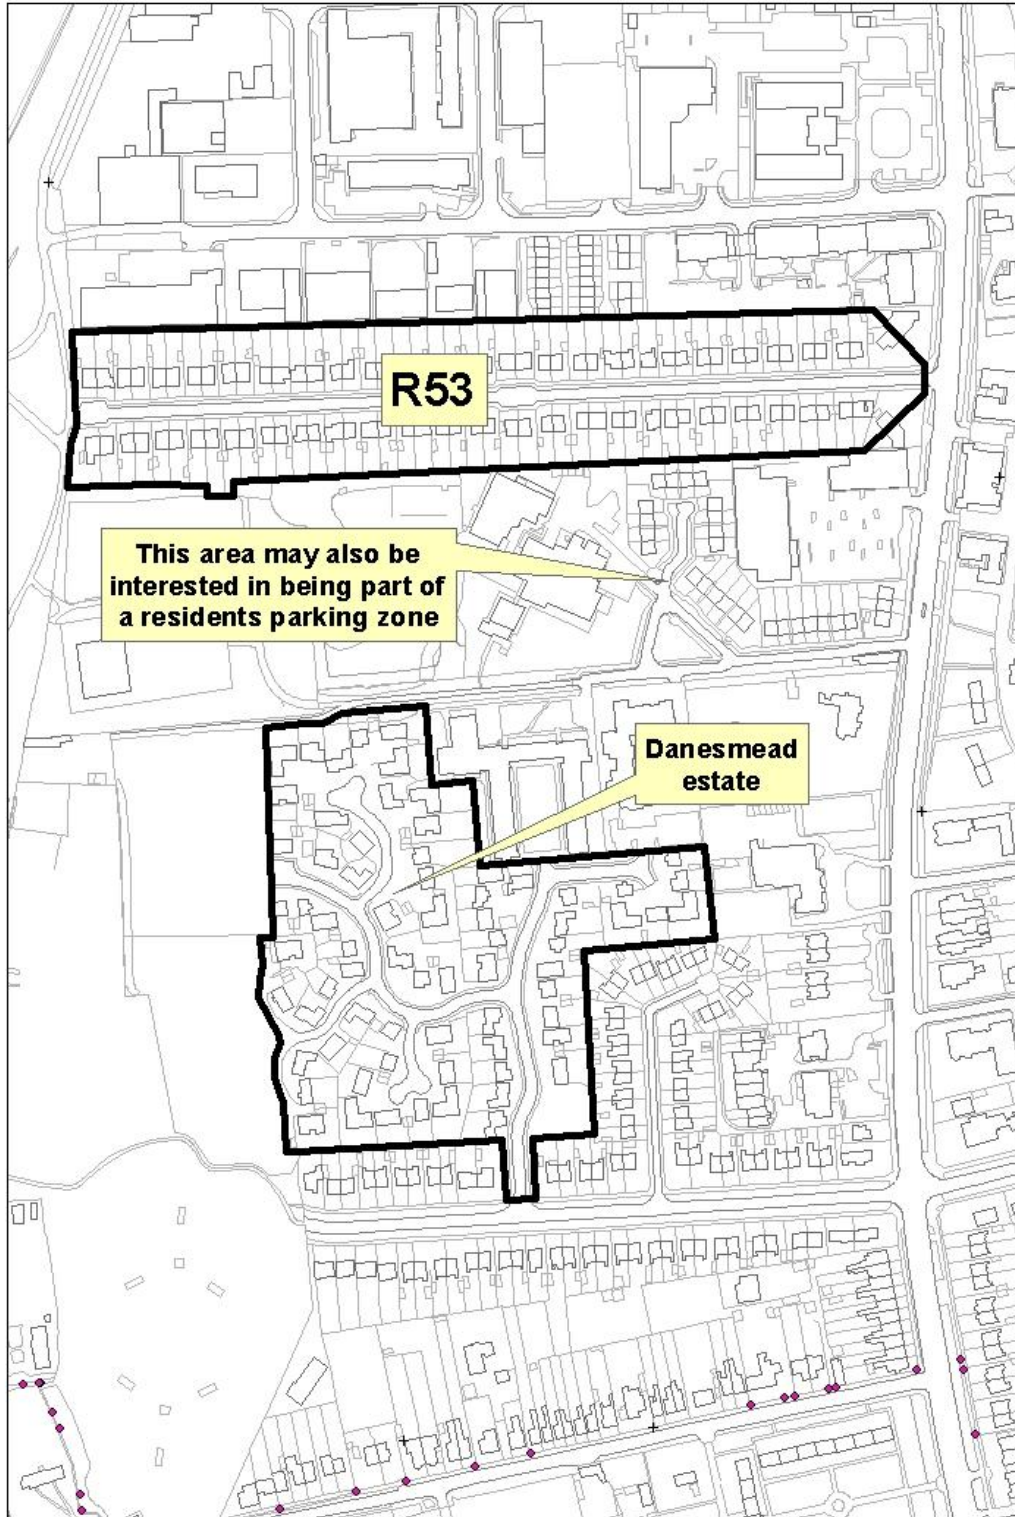 R53
This area may also be
interested in being part of
a residents parking zone
Danesmead
estate